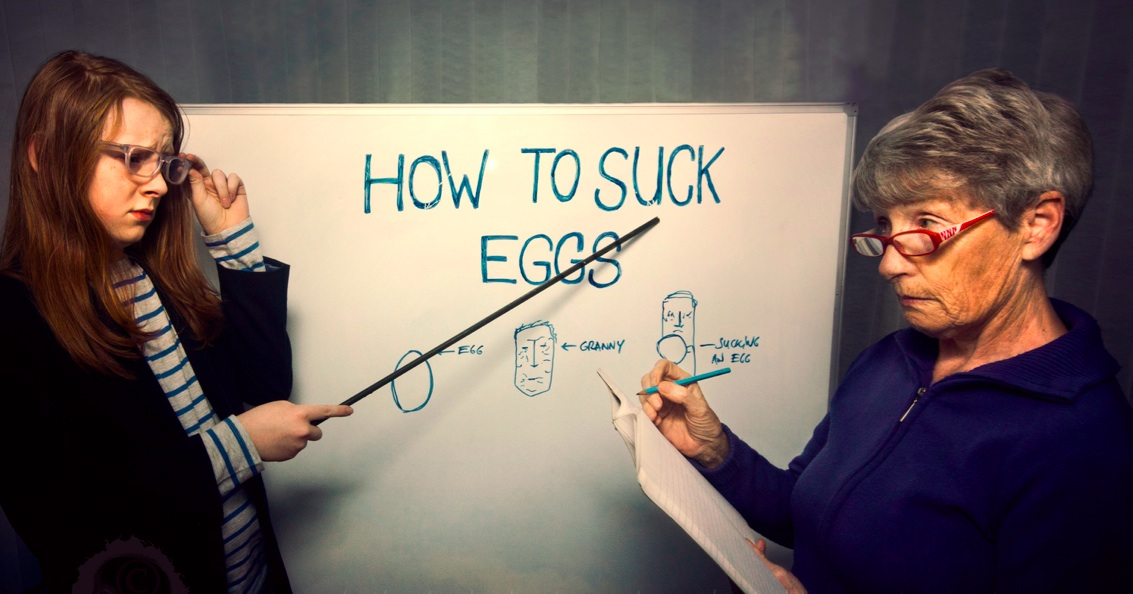 HOW TO SUCK
EGGS
EGG
GRANNY
SUCKING
AN EGG